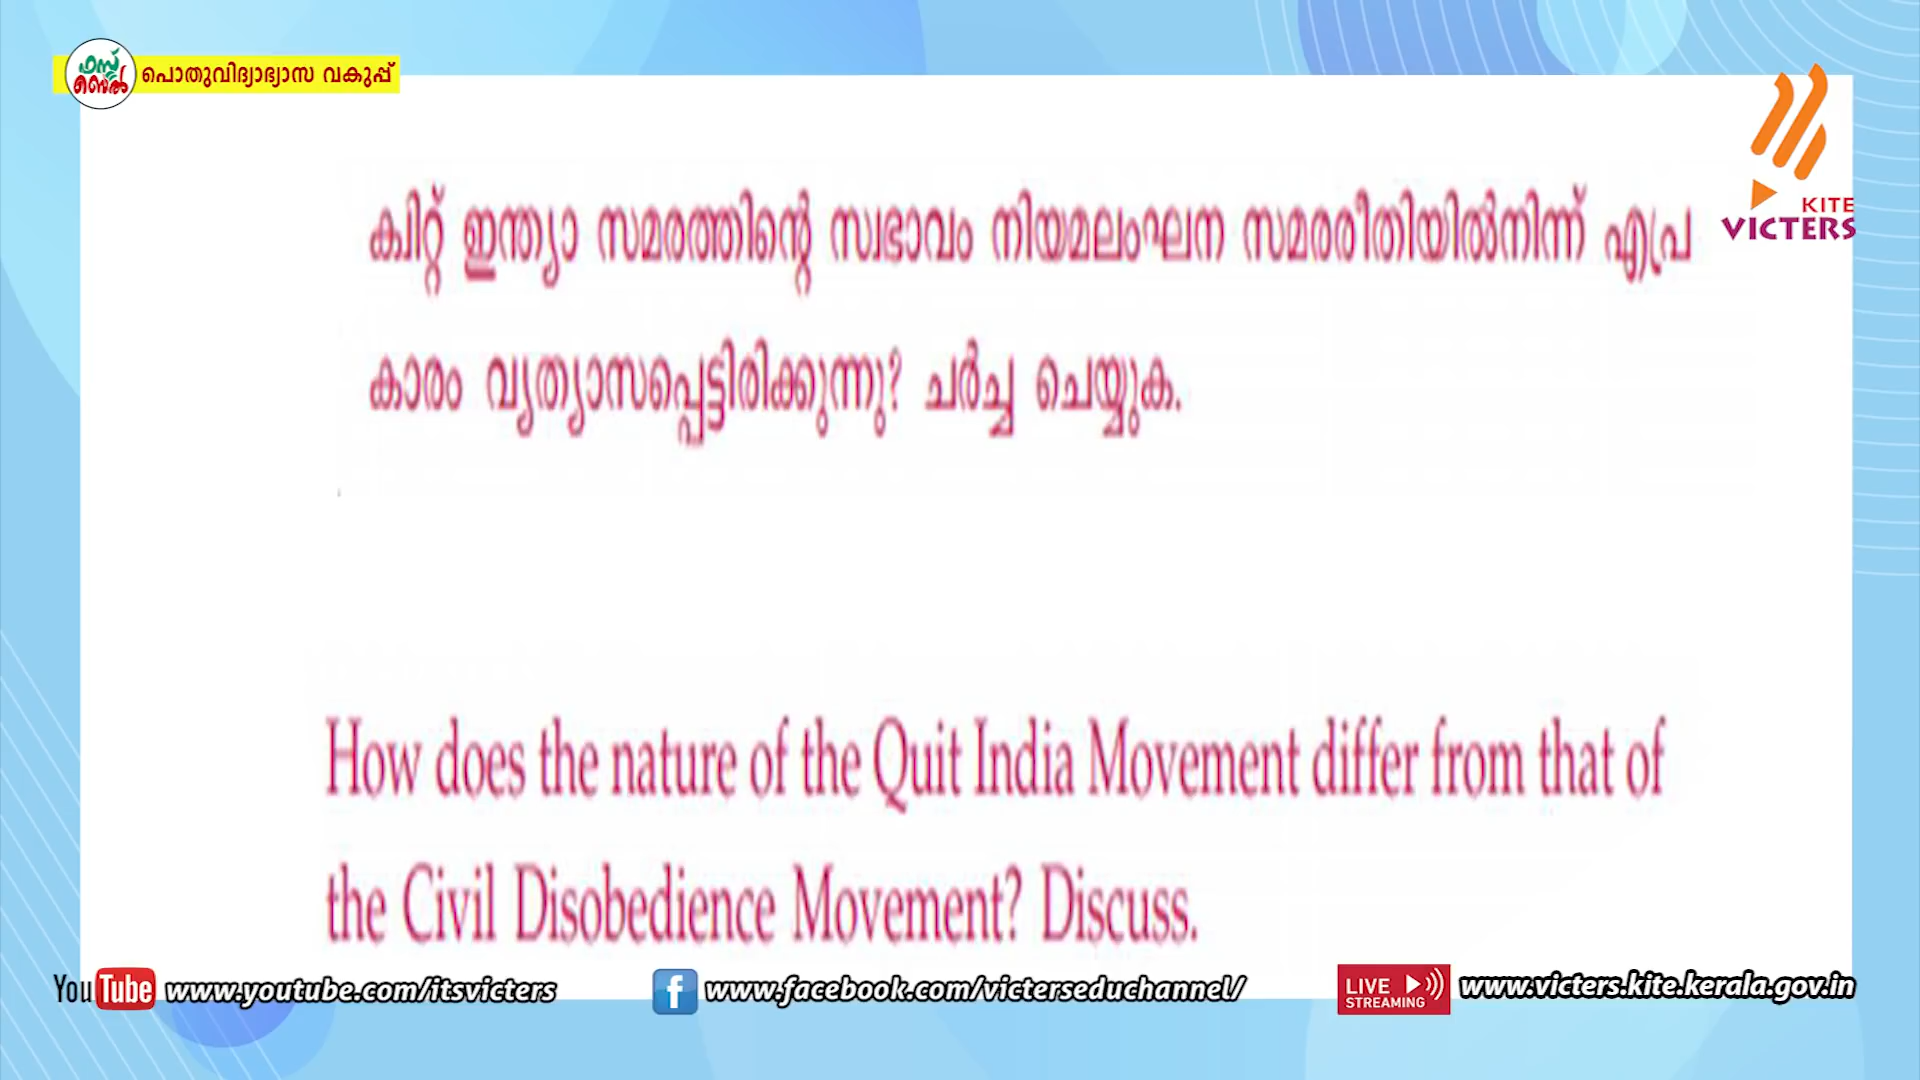 ഫസ്റ്റ്
ബെൽ
പൊതുവിദ്യാഭ്യാസ വകുപ്പ്
KITE
VICTERS
ക്വിറ്റ് ഇന്ത്യാ സമരത്തിന്റെ സ്വഭാവം നിയമലംഘന സമരരീതിയിൽനിന്ന് എപ്ര
കാരം വ്യത്യാസപ്പെട്ടിരിക്കുന്നു? ചർച്ച ചെയ്യുക.
How does the nature of the Quit India Movement differ from that of
the Civil Disobedience Movement? Discuss.
YouTube www.youtube.com/itsvicters
f www.facebook.com/victerseduchannel/
LIVE STREAMING www.victers.kite.kerala.gov.in